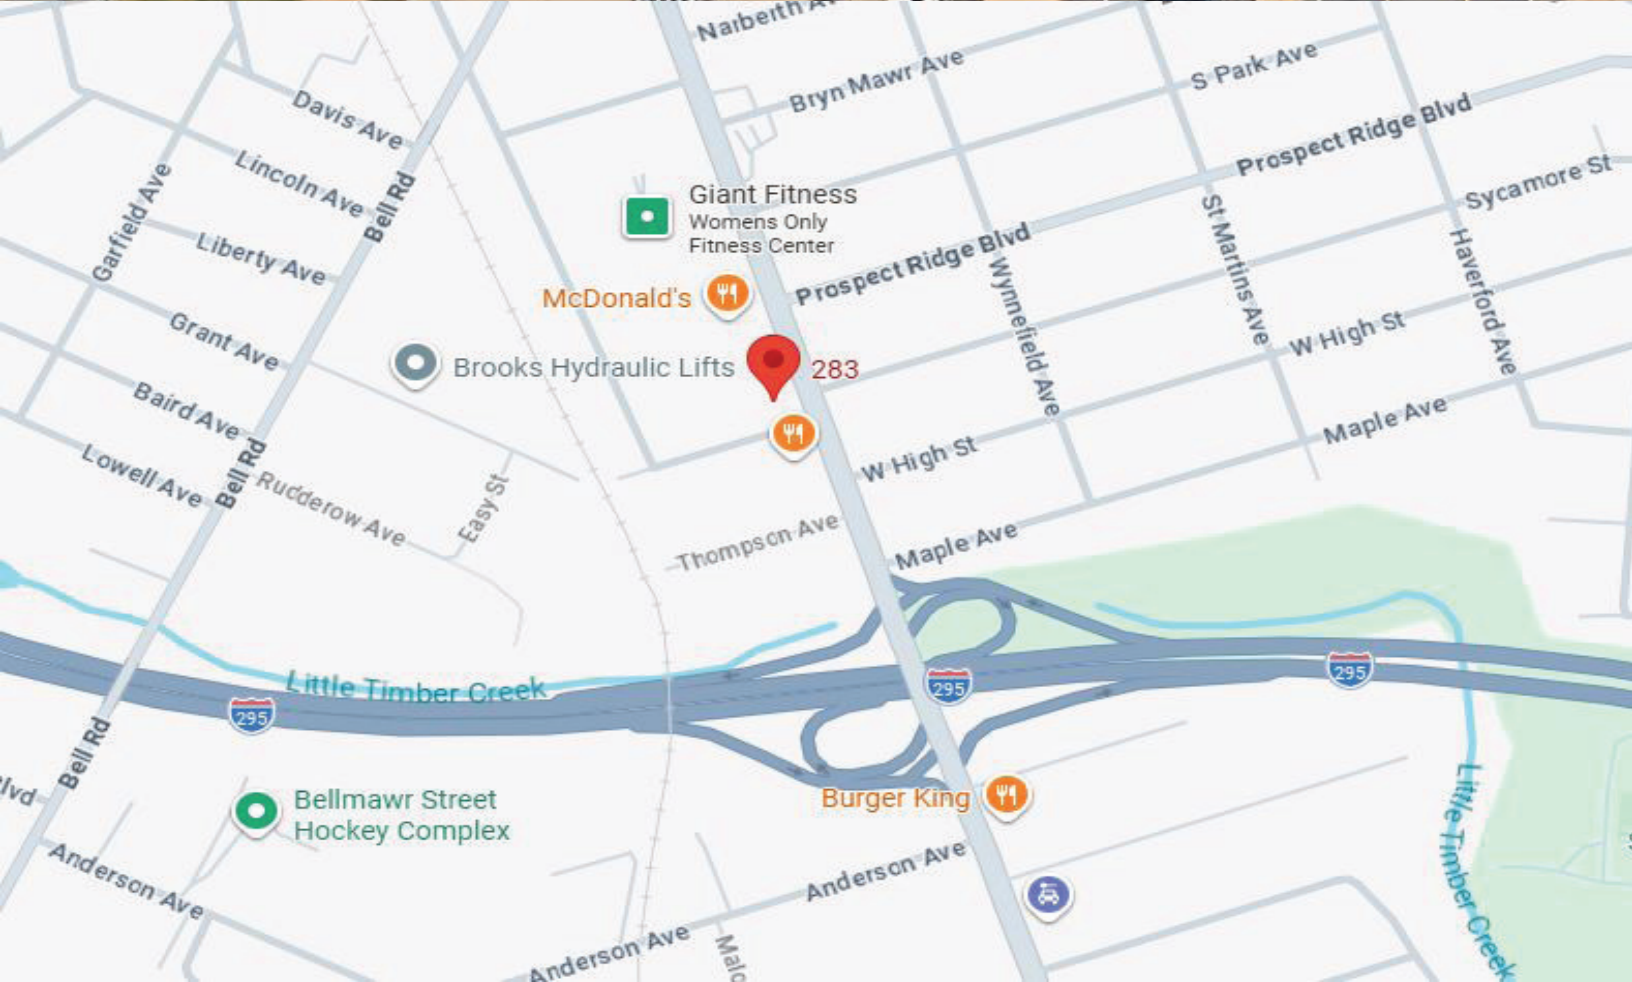 Narberth Av
Bryn Mawr Ave
S Park Ave
Davis Ave
Prospect Ridge Blvd
Lincoln Ave
Bell Rd
Garfield Ave
Sycamore St
Giant Fitness
Womens Only
Fitness Center
St Martins Ave
Liberty Ave
Prospect Ridge Blvd
Wynnefield Ave
Haverford Ave
McDonald's
Grant Ave
W High St
Brooks Hydraulic Lifts
283
Baird Ave
Maple Ave
Lowell Ave
Bell Rd
W High St
Rudderow Ave
Easy St
Thompson Ave
Maple Ave
295
295
Little Timber Creek
295
Bell Rd
lvd
Burger King
Bellmawr Street
Hockey Complex
Little Timber Creek
Anderson Ave
Anderson Ave
Anderson Ave
Malc